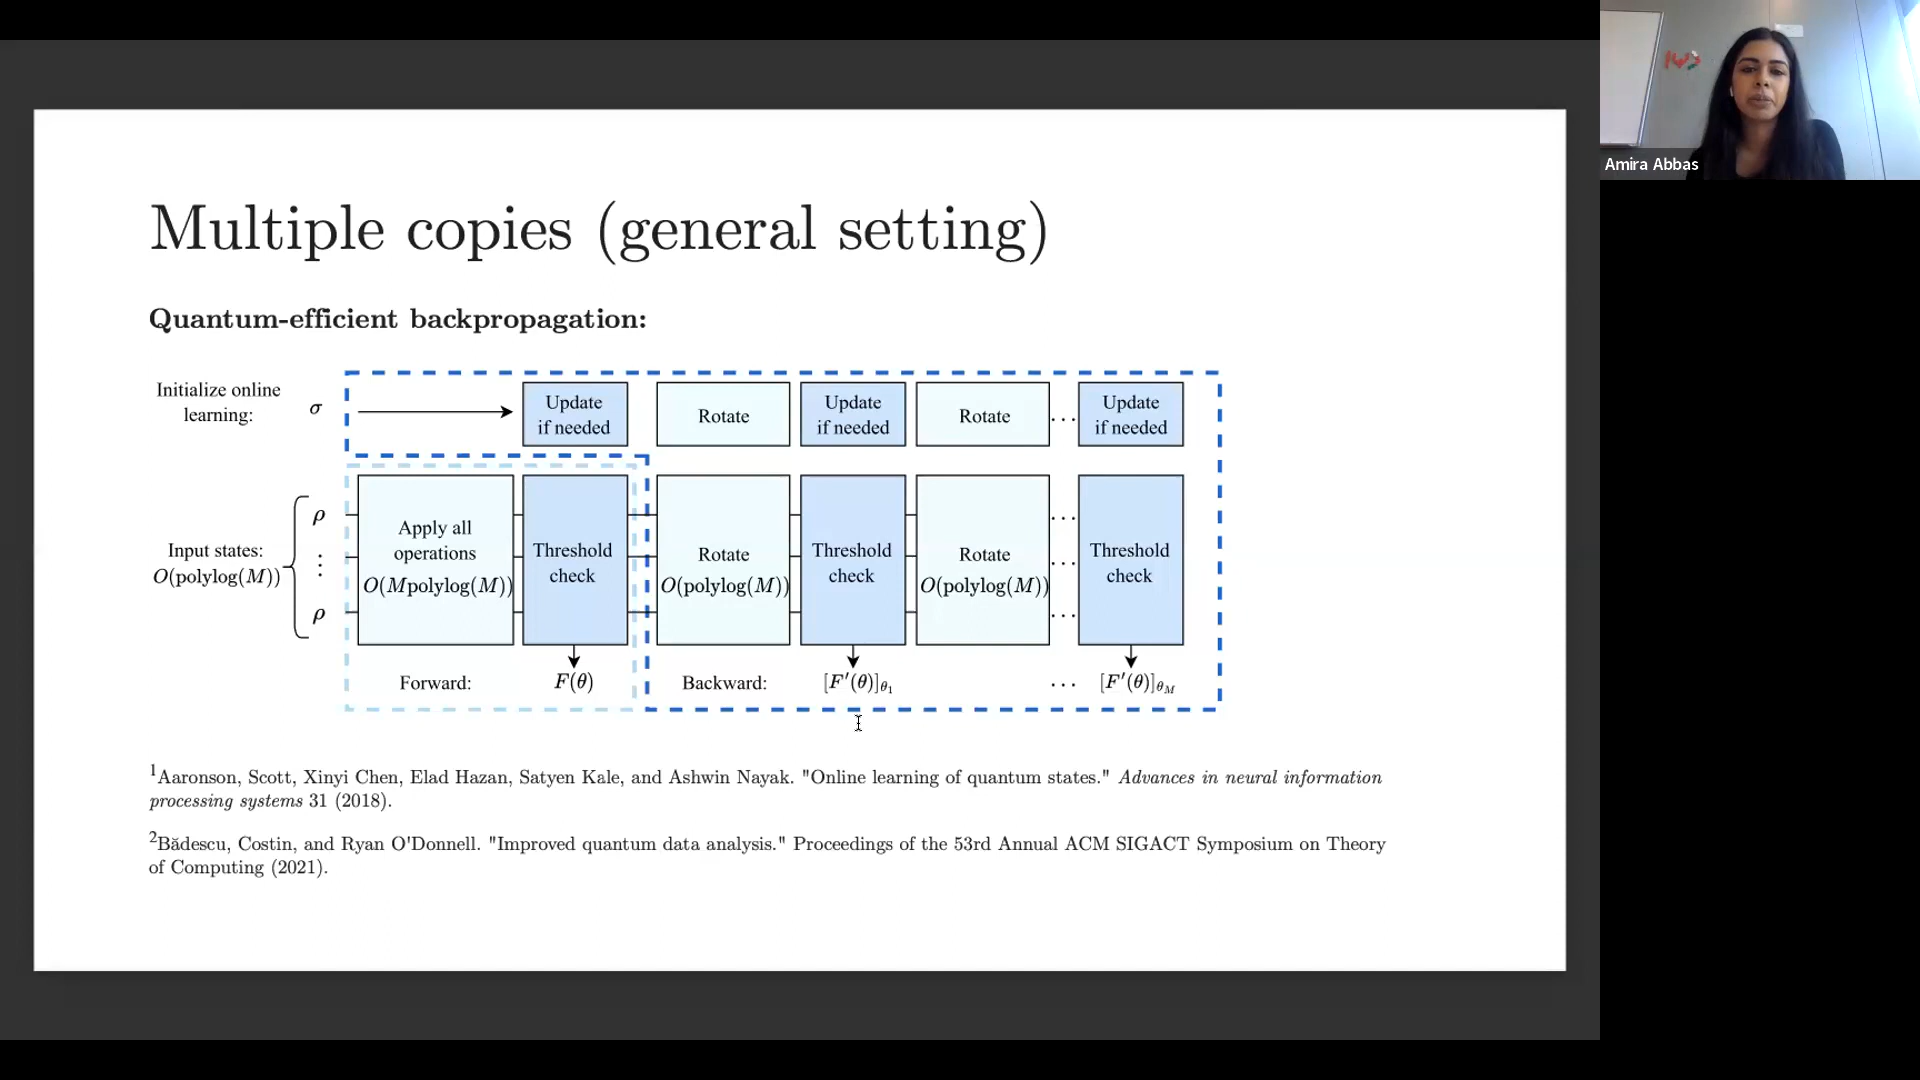 Amira Abbas
Multiple copies (general setting)
Quantum-efficient backpropagation:
Initialize online
learning:
σ
Update
if needed
Rotate
Update
if needed
Rotate
...
Update
if needed
Input states:
O(polylog(M))
ρ
⋮
ρ
Apply all
operations
O(Mpolylog(M))
Threshold
check
Rotate
O(polylog(M))
Threshold
check
Rotate
O(polylog(M))
...
...
...
Threshold
check
Forward:
F(θ)
Backward:
[F′(θ)]θ₁
...
[F′(θ)]θ_M
¹Aaronson, Scott, Xinyi Chen, Elad Hazan, Satyen Kale, and Ashwin Nayak. "Online learning of quantum states." Advances in neural information
processing systems 31 (2018).
²Bădescu, Costin, and Ryan O'Donnell. "Improved quantum data analysis." Proceedings of the 53rd Annual ACM SIGACT Symposium on Theory
of Computing (2021).